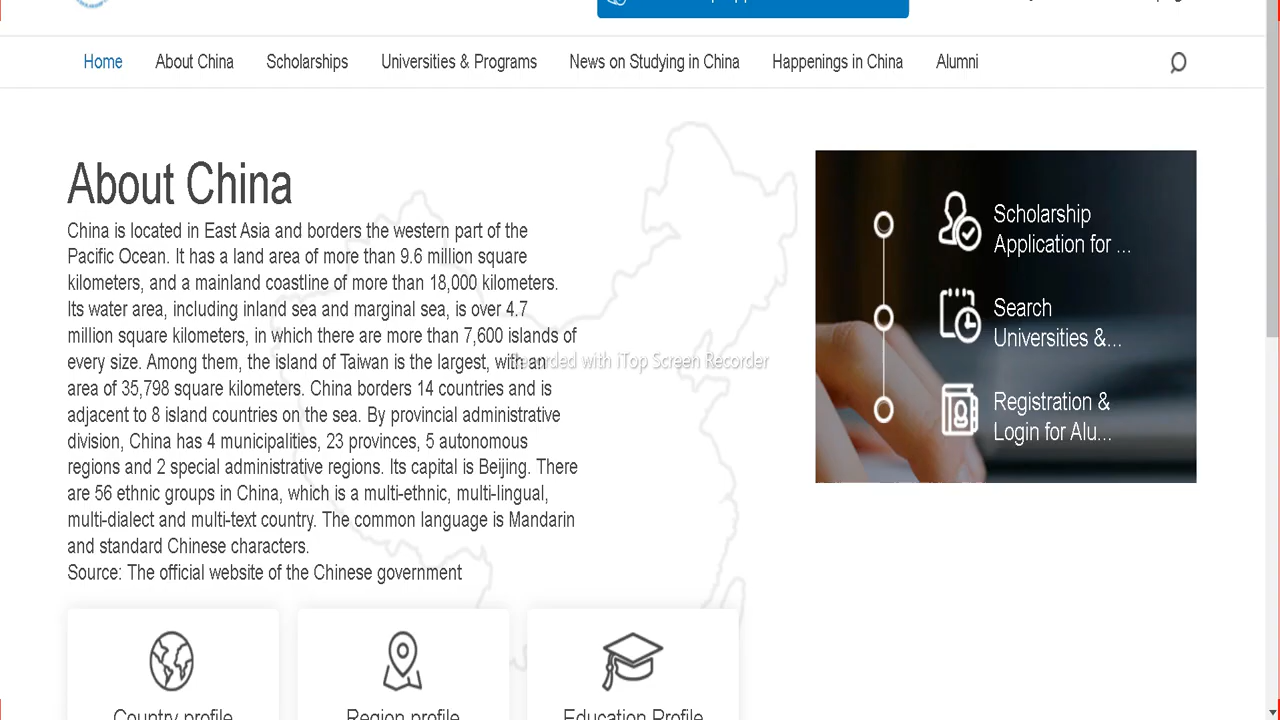 Home About China Scholarships Universities & Programs News on Studying in China Happenings in China Alumni
About China
China is located in East Asia and borders the western part of the
Pacific Ocean. It has a land area of more than 9.6 million square
kilometers, and a mainland coastline of more than 18,000 kilometers.
Its water area, including inland sea and marginal sea, is over 4.7
million square kilometers, in which there are more than 7,600 islands of
every size. Among them, the island of Taiwan is the largest, with an
area of 35,798 square kilometers. China borders 14 countries and is
adjacent to 8 island countries on the sea. By provincial administrative
division, China has 4 municipalities, 23 provinces, 5 autonomous
regions and 2 special administrative regions. Its capital is Beijing. There
are 56 ethnic groups in China, which is a multi-ethnic, multi-lingual,
multi-dialect and multi-text country. The common language is Mandarin
and standard Chinese characters.
Source: The official website of the Chinese government
Recorded with iTop Screen Recorder
Scholarship
Application for ...
Search
Universities &...
Registration &
Login for Alu...
Country profile
Region profile
Education Profile